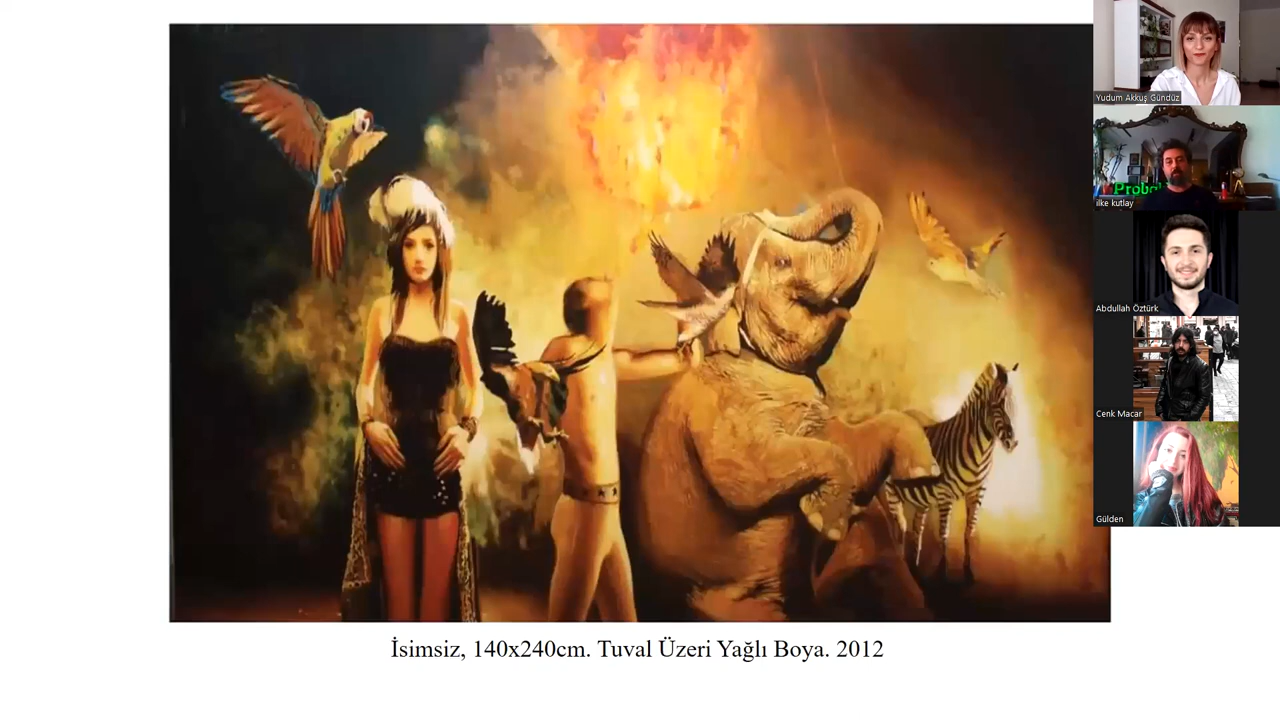 Yudum Akkuş Gündüz
ilke kutlay
Abdullah Öztürk
Cenk Macar
Gülden
İsimsiz, 140x240cm. Tuval Üzeri Yağlı Boya. 2012